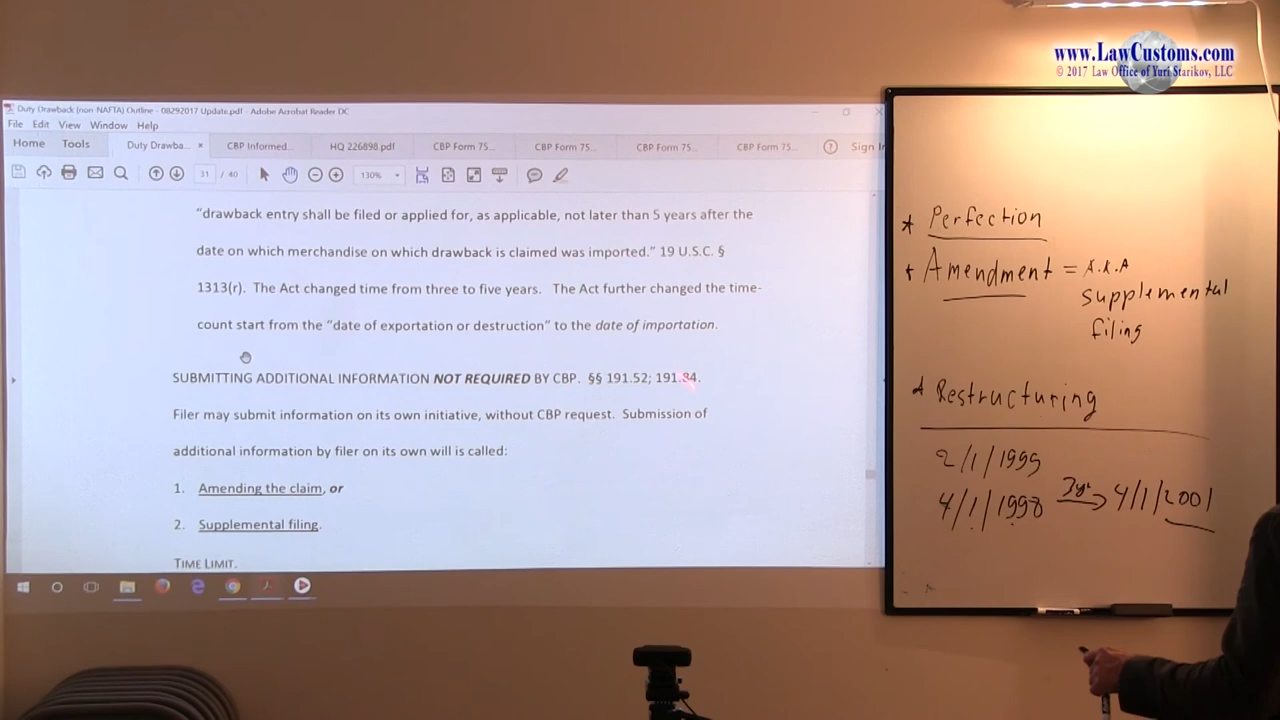 www.LawCustoms.com
© 2017 Law Office of Yuri Starikov, LLC
Duty Drawback (non-NAFTA) Outline - 08292017 Update.pdf - Adobe Acrobat Reader DC
File Edit View Window Help
Home Tools Duty Drawba... × CBP Informed... HQ 226898.pdf CBP Form 75... CBP Form 75... CBP Form 75... CBP Form 75... Sign In
31 / 40 130%
"drawback entry shall be filed or applied for, as applicable, not later than 5 years after the
date on which merchandise on which drawback is claimed was imported." 19 U.S.C. §
1313(r). The Act changed time from three to five years. The Act further changed the time-
count start from the "date of exportation or destruction" to the date of importation.
SUBMITTING ADDITIONAL INFORMATION NOT REQUIRED BY CBP. §§ 191.52; 191.84.
Filer may submit information on its own initiative, without CBP request. Submission of
additional information by filer on its own will is called:
1. Amending the claim, or
2. Supplemental filing.
TIME LIMIT.
* Perfection
* Amendment = A.K.A
supplemental
filing
* Restructuring
2/1/1995
4/1/1998 3yr → 4/1/2001